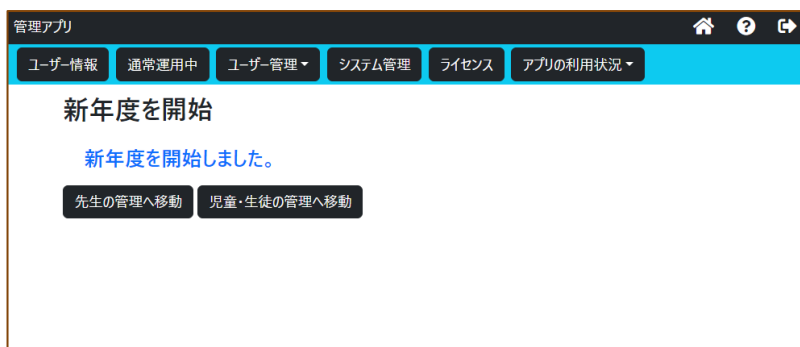 管理アプリ
ユーザー情報 通常運用中 ユーザー管理 システム管理 ライセンス アプリの利用状況
新年度を開始
新年度を開始しました。
先生の管理へ移動 児童・生徒の管理へ移動